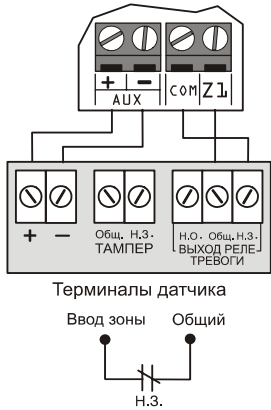 + − COM Z1
AUX
+ −
Общ. Н.З.
ТАМПЕР
Н.О. Общ. Н.З.
ВЫХОД РЕЛЕ
ТРЕВОГИ
Терминалы датчика
Ввод зоны Общий
Н.З.